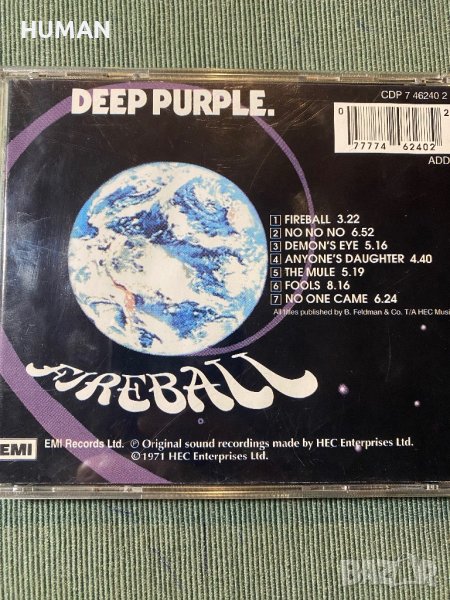 HUMAN
DEEP PURPLE.
CDP 7 46240 2
0 77774 62402 2
ADD
1 FIREBALL 3.22
2 NO NO NO 6.52
3 DEMON'S EYE 5.16
4 ANYONE'S DAUGHTER 4.40
5 THE MULE 5.19
6 FOOLS 8.16
7 NO ONE CAME 6.24
All titles published by B. Feldman & Co. T/A HEC Musi
FIREBALL
EMI
EMI Records Ltd. ℗ Original sound recordings made by HEC Enterprises Ltd.
©1971 HEC Enterprises Ltd.
BAZAR